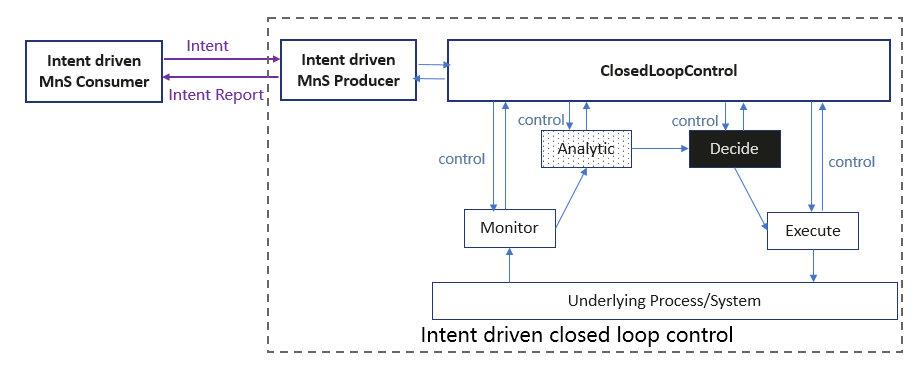 Intent driven
MnS Consumer
Intent
Intent Report
Intent driven
MnS Producer
ClosedLoopControl
control
control
control
control
Analytic
Decide
Monitor
Execute
Underlying Process/System
Intent driven closed loop control